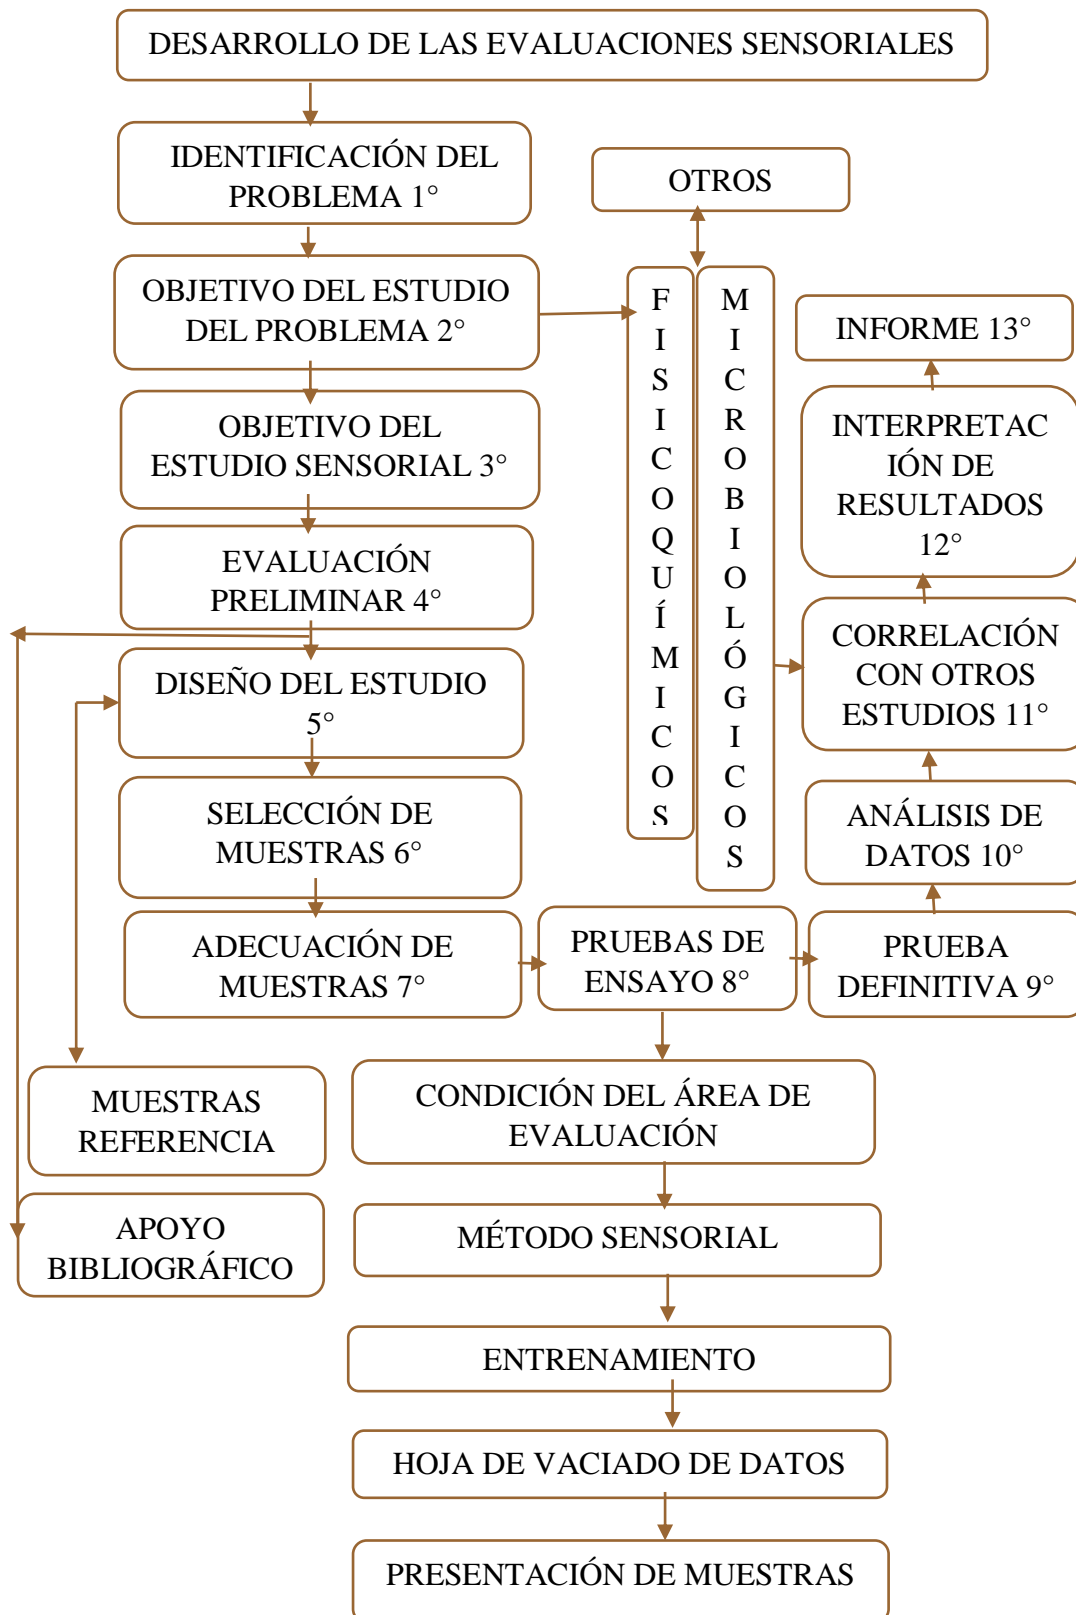 DESARROLLO DE LAS EVALUACIONES SENSORIALES
IDENTIFICACIÓN DEL
PROBLEMA 1°
OTROS
OBJETIVO DEL ESTUDIO
DEL PROBLEMA 2°
FISICOQUÍMICOS
MICROBIOLÓGICOS
INFORME 13°
OBJETIVO DEL
ESTUDIO SENSORIAL 3°
INTERPRETAC
IÓN DE
RESULTADOS
12°
EVALUACIÓN
PRELIMINAR 4°
CORRELACIÓN
CON OTROS
ESTUDIOS 11°
DISEÑO DEL ESTUDIO
5°
SELECCIÓN DE
MUESTRAS 6°
ANÁLISIS DE
DATOS 10°
ADECUACIÓN DE
MUESTRAS 7°
PRUEBAS DE
ENSAYO 8°
PRUEBA
DEFINITIVA 9°
MUESTRAS
REFERENCIA
CONDICIÓN DEL ÁREA DE
EVALUACIÓN
APOYO
BIBLIOGRÁFICO
MÉTODO SENSORIAL
ENTRENAMIENTO
HOJA DE VACIADO DE DATOS
PRESENTACIÓN DE MUESTRAS